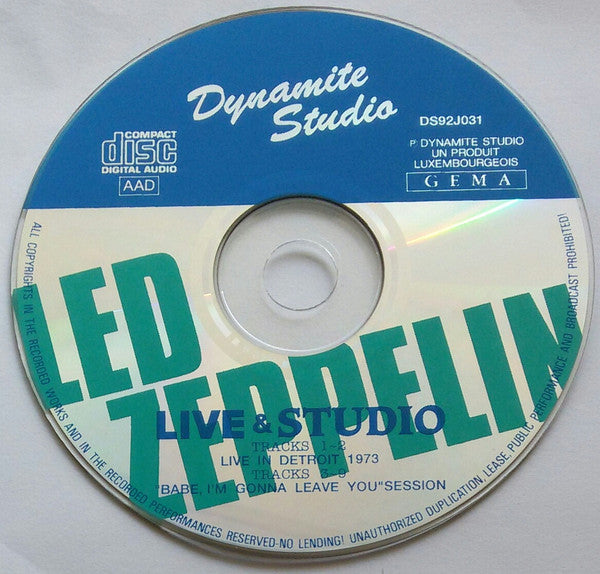 Dynamite
Studio
COMPACT
disc
DIGITAL AUDIO
AAD
DS92J031
℗ DYNAMITE STUDIO
UN PRODUIT
LUXEMBOURGEOIS
GEMA
LED
ZEPPELIN
LIVE & STUDIO
TRACKS 1~2
LIVE IN DETROIT 1973
TRACKS 3~9
"BABE, I'M GONNA LEAVE YOU"SESSION
ALL COPYRIGHTS IN THE RECORDED WORKS AND IN THE RECORDED PERFORMANCES RESERVED-NO LENDING! UNAUTHORIZED DUPLICATION, LEASE PUBLIC PERFORMANCE AND BROADCAST PROHIBITED!